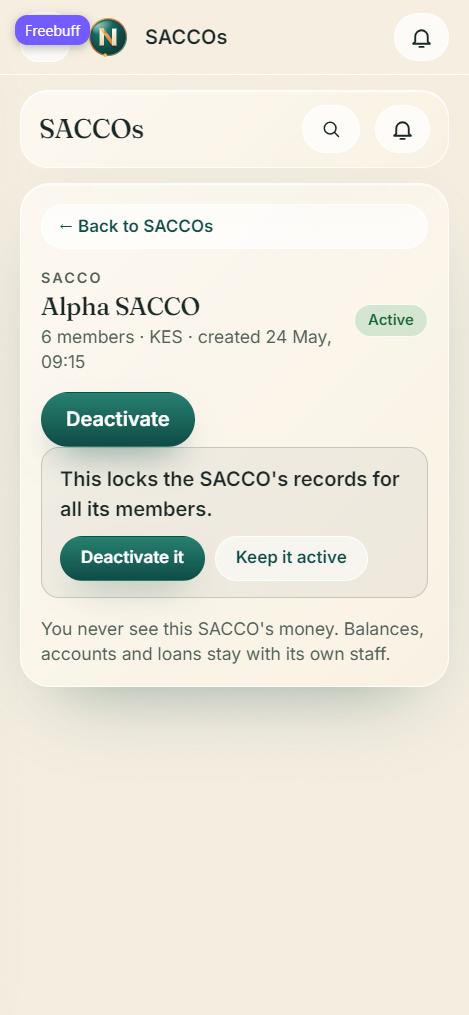 Freebuff
N
SACCOs
SACCOs
← Back to SACCOs
SACCO
Alpha SACCO
6 members · KES · created 24 May,
09:15
Active
Deactivate
This locks the SACCO's records for
all its members.
Deactivate it
Keep it active
You never see this SACCO's money. Balances,
accounts and loans stay with its own staff.